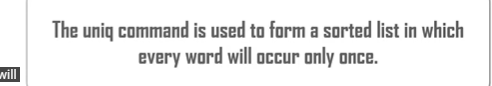 The uniq command is used to form a sorted list in which
every word will occur only once.
will